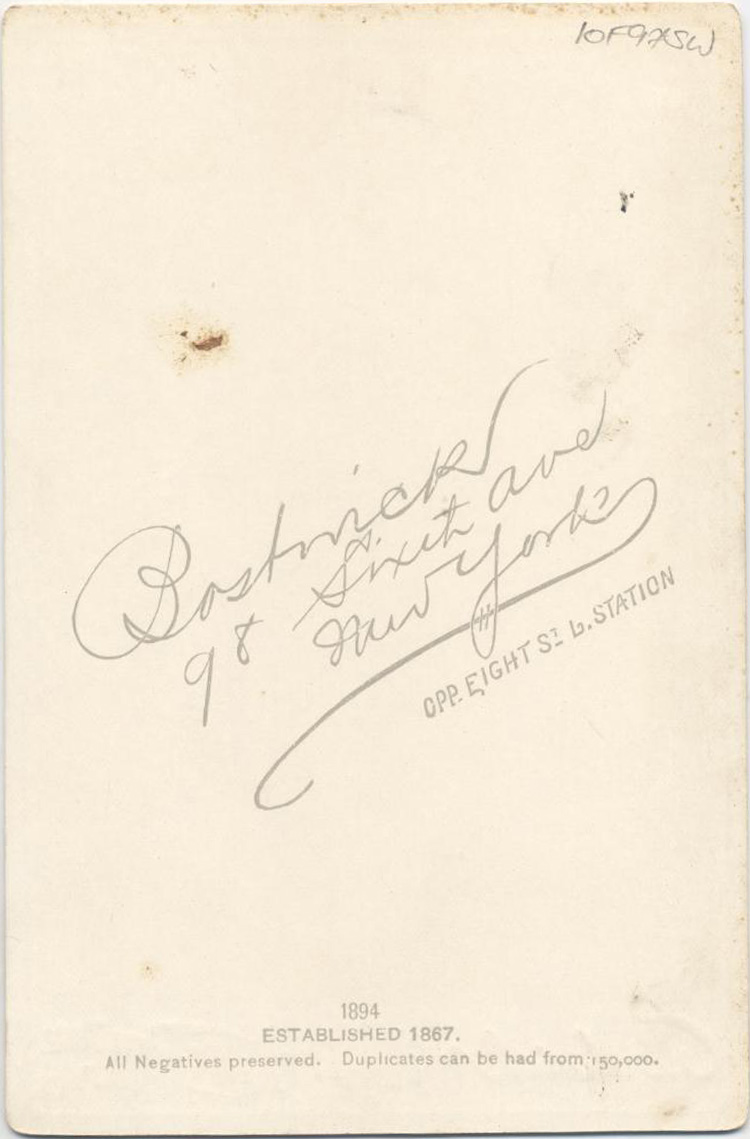 Bostwick
98 Sixth ave
New York
OPP. EIGHT ST. L. STATION
1894
ESTABLISHED 1867.
All Negatives preserved. Duplicates can be had from 150,000.